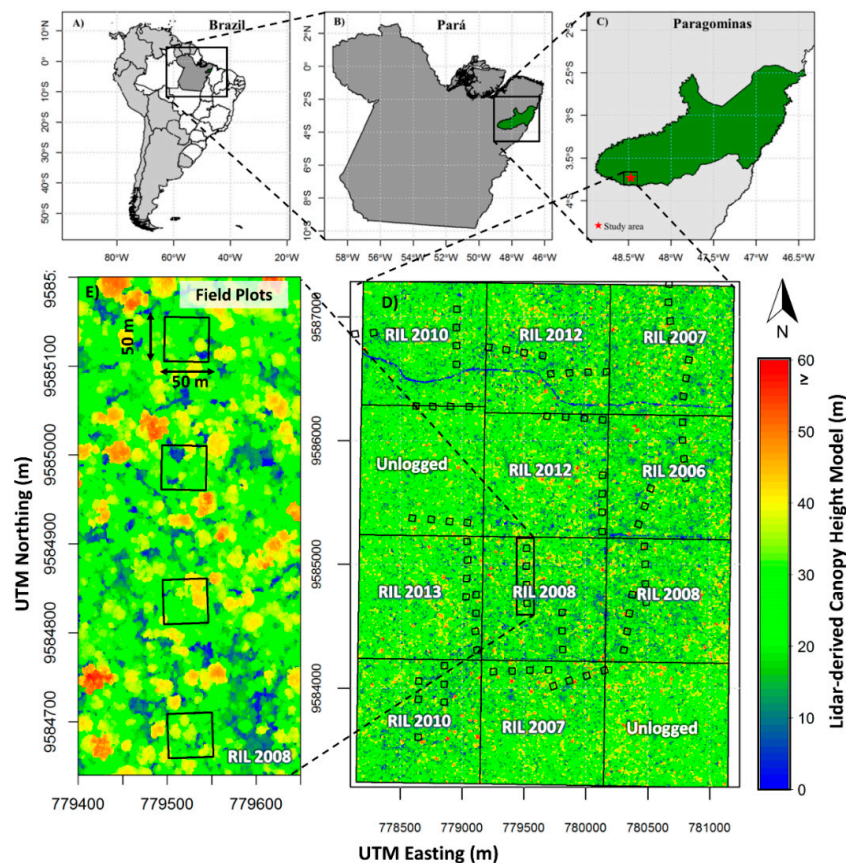 A) Brazil
10°N
0°
10°S
20°S
30°S
40°S
50°S
80°W 60°W 40°W 20°W
B) Pará
2°N
0°
2°S
4°S
6°S
8°S
10°S
58°W 56°W 54°W 52°W 50°W 48°W 46°W
C) Paragominas
2°S
2.5°S
3°S
3.5°S
4°S
★ Study area
48.5°W 48°W 47.5°W 47°W 46.5°W
E) Field Plots
50 m
50 m
RIL 2008
9585:
9585100
9585000
9584900
9584800
9584700
779400 779500 779600
UTM Northing (m)
D)
RIL 2010 RIL 2012 RIL 2007
Unlogged RIL 2012 RIL 2006
RIL 2013 RIL 2008 RIL 2008
RIL 2010 RIL 2007 Unlogged
9587000
9586000
9585000
9584000
778500 779000 779500 780000 780500 781000
UTM Easting (m)
N
60
≥
50
40
30
20
10
0
Lidar-derived Canopy Height Model (m)